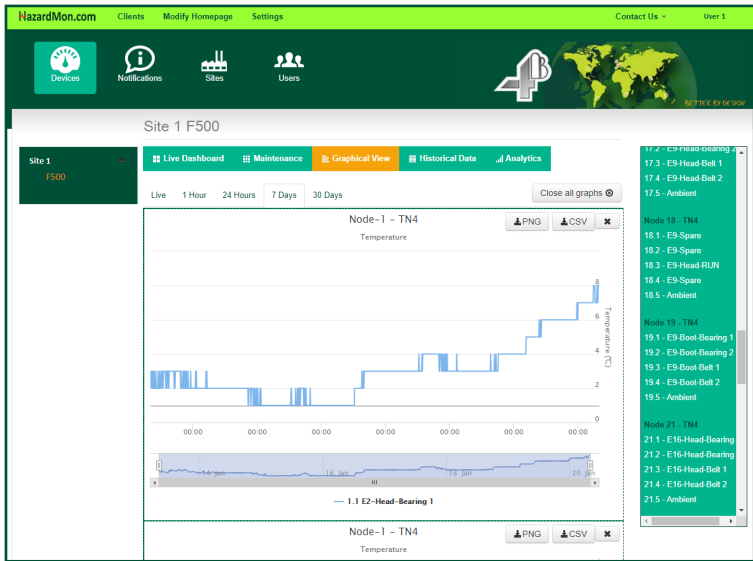 HazardMon.com Clients Modify Homepage Settings Contact Us User 1
Devices Notifications Sites Users
4B
BETTER BY DESIGN
Site 1 F500
Site 1
F500
Live Dashboard Maintenance Graphical View Historical Data Analytics
Live 1 Hour 24 Hours 7 Days 30 Days Close all graphs
Node-1 - TN4
PNG CSV
Temperature
8
6
4
2
0
Temperature (°C)
00:00 00:00 00:00 00:00 00:00 00:00 00:00
14. Jan 16. Jan 18. Jan 20. Jan
1.1 E2-Head-Bearing 1
Node-1 - TN4
PNG CSV
Temperature
17.2 - E9-Head-Bearing 2
17.3 - E9-Head-Belt 1
17.4 - E9-Head-Belt 2
17.5 - Ambient
Node 18 - TN4
18.1 - E9-Spare
18.2 - E9-Spare
18.3 - E9-Head-RUN
18.4 - E9-Spare
18.5 - Ambient
Node 19 - TN4
19.1 - E9-Boot-Bearing 1
19.2 - E9-Boot-Bearing 2
19.3 - E9-Boot-Belt 1
19.4 - E9-Boot-Belt 2
19.5 - Ambient
Node 21 - TN4
21.1 - E16-Head-Bearing
21.2 - E16-Head-Bearing
21.3 - E16-Head-Belt 1
21.4 - E16-Head-Belt 2
21.5 - Ambient